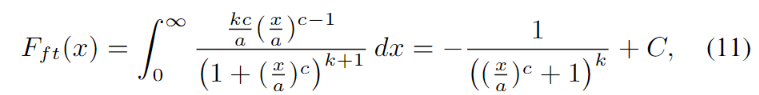 $$F_{ft}(x) = \int_0^\infty \frac{\frac{kc}{a}\left(\frac{x}{a}\right)^{c-1}}{\left(1+\left(\frac{x}{a}\right)^c\right)^{k+1}}\,dx = -\frac{1}{\left(\left(\frac{x}{a}\right)^c+1\right)^k} + C, \quad (11)$$